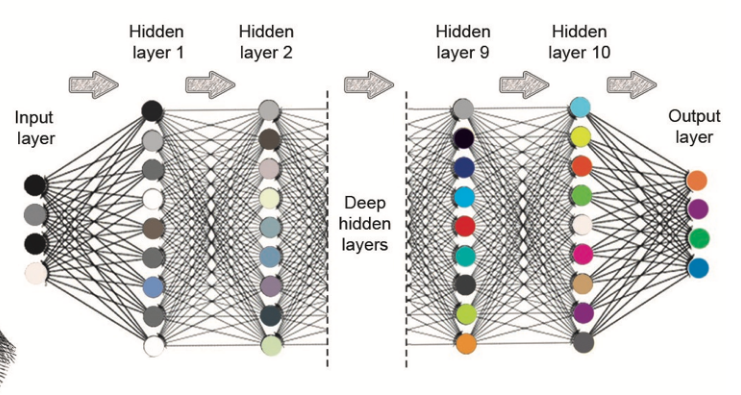 Hidden
layer 1
Hidden
layer 2
Hidden
layer 9
Hidden
layer 10
Input
layer
Output
layer
Deep
hidden
layers